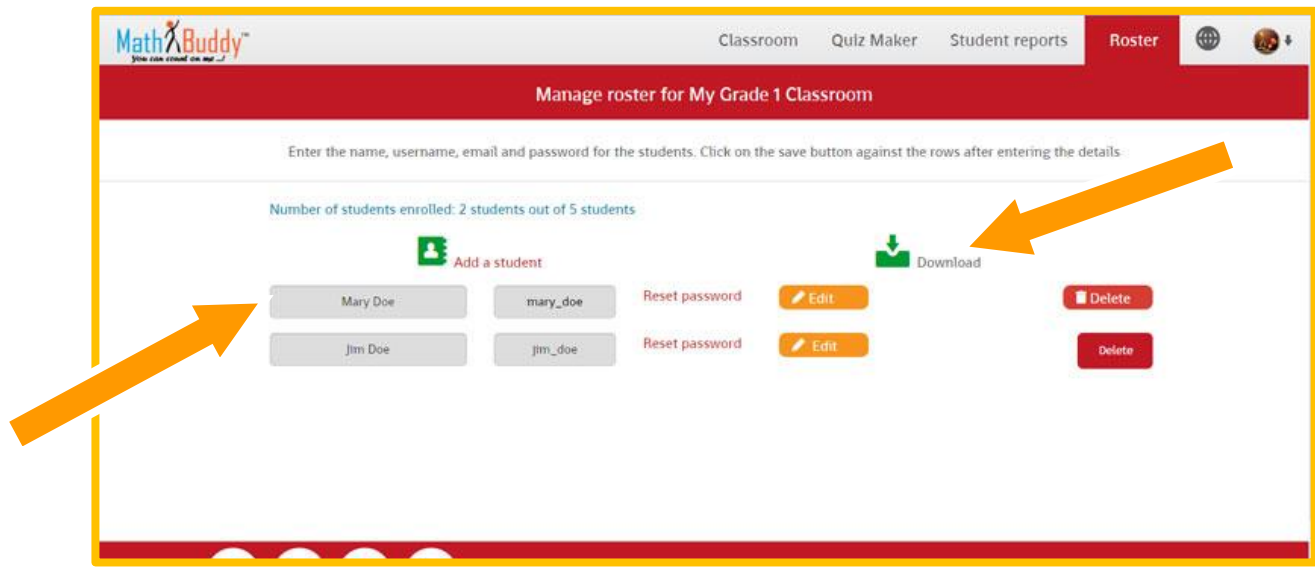 Math Buddy™
You can count on me ...!
Classroom Quiz Maker Student reports Roster
Manage roster for My Grade 1 Classroom
Enter the name, username, email and password for the students. Click on the save button against the rows after entering the details
Number of students enrolled: 2 students out of 5 students
Add a student Download
Mary Doe mary_doe Reset password Edit Delete
Jim Doe jim_doe Reset password Edit Delete